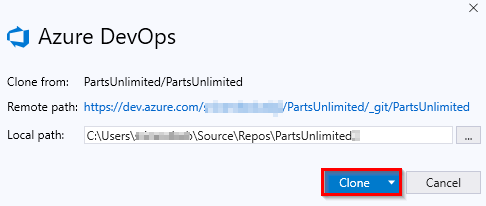 Azure DevOps
Clone from: PartsUnlimited/PartsUnlimited
Remote path: https://dev.azure.com/ /PartsUnlimited/_git/PartsUnlimited
Local path: C:\Users\ \Source\Repos\PartsUnlimited ...
Clone Cancel